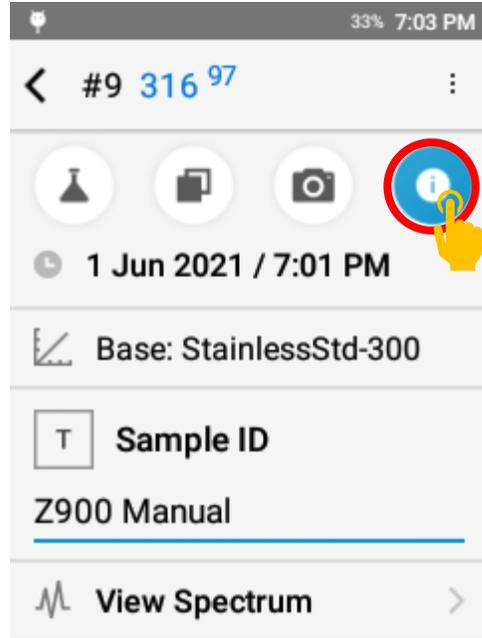 33% 7:03 PM
#9 316 97
1 Jun 2021 / 7:01 PM
Base: StainlessStd-300
T Sample ID
Z900 Manual
View Spectrum